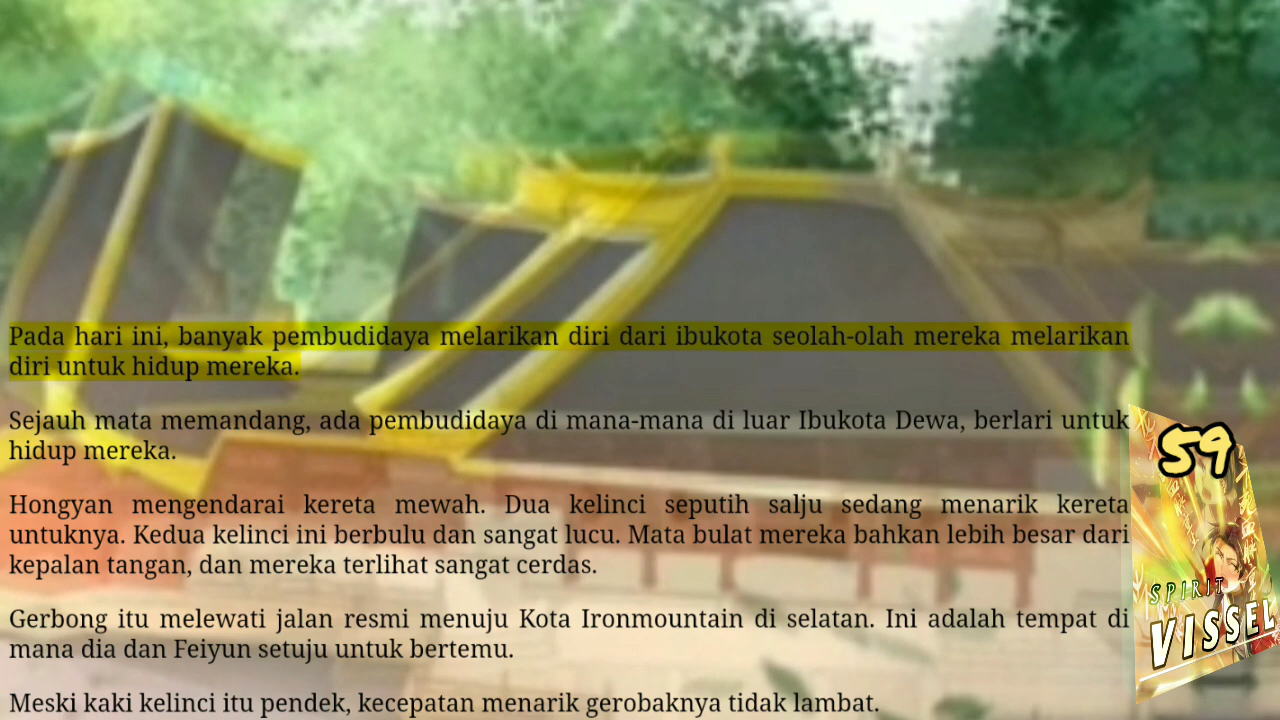 Pada hari ini, banyak pembudidaya melarikan diri dari ibukota seolah-olah mereka melarikan
diri untuk hidup mereka.
Sejauh mata memandang, ada pembudidaya di mana-mana di luar Ibukota Dewa, berlari untuk
hidup mereka.
Hongyan mengendarai kereta mewah. Dua kelinci seputih salju sedang menarik kereta
untuknya. Kedua kelinci ini berbulu dan sangat lucu. Mata bulat mereka bahkan lebih besar dari
kepalan tangan, dan mereka terlihat sangat cerdas.
Gerbong itu melewati jalan resmi menuju Kota Ironmountain di selatan. Ini adalah tempat di
mana dia dan Feiyun setuju untuk bertemu.
Meski kaki kelinci itu pendek, kecepatan menarik gerobaknya tidak lambat.
59
SPIRIT
VISSEL